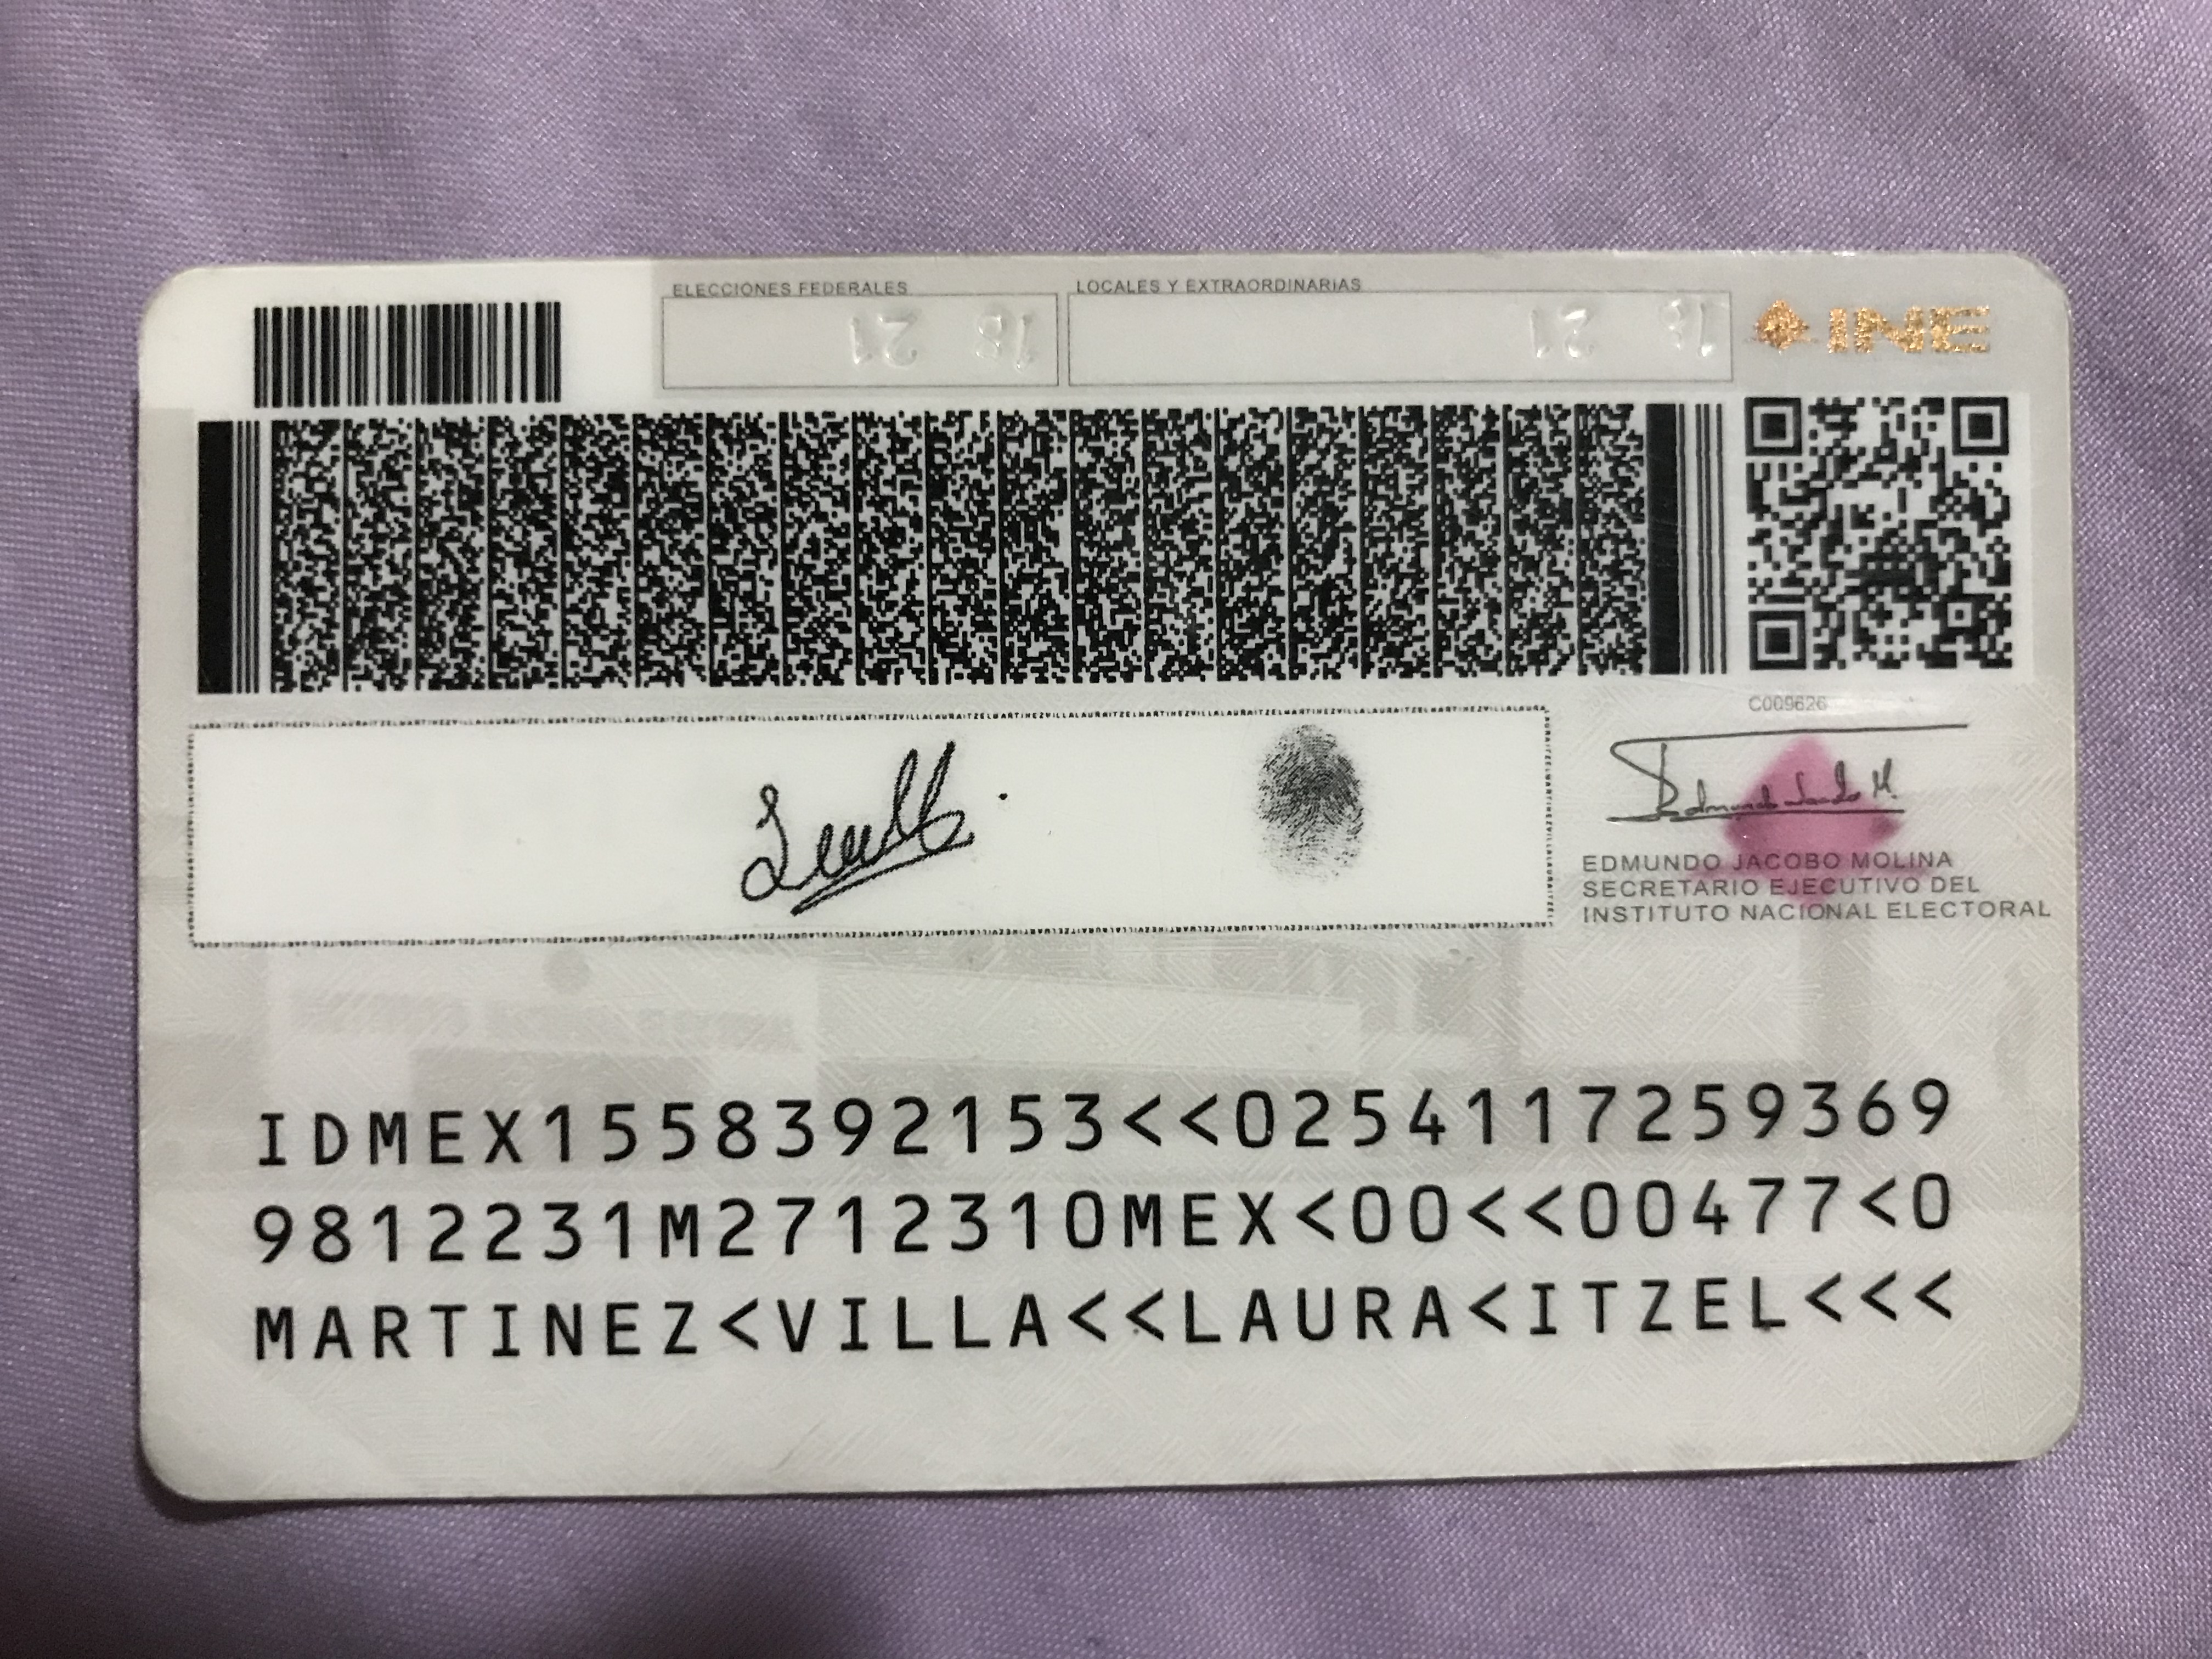 ELECCIONES FEDERALES
LOCALES Y EXTRAORDINARIAS
INE
C009626
EDMUNDO JACOBO MOLINA
SECRETARIO EJECUTIVO DEL
INSTITUTO NACIONAL ELECTORAL
IDMEX1558392153<<0254117259369
9812231M2712310MEX<00<<00477<0
MARTINEZ<VILLA<<LAURA<ITZEL<<<